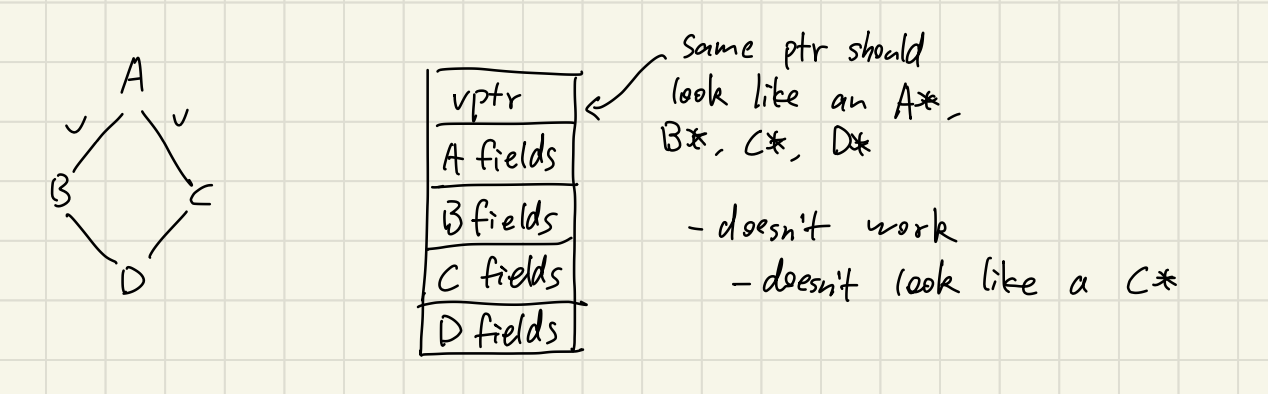 A
v v
B C
D
vptr
A fields
B fields
C fields
D fields
same ptr should
look like an A*,
B*, C*, D*
- doesn't work
- doesn't look like a C*